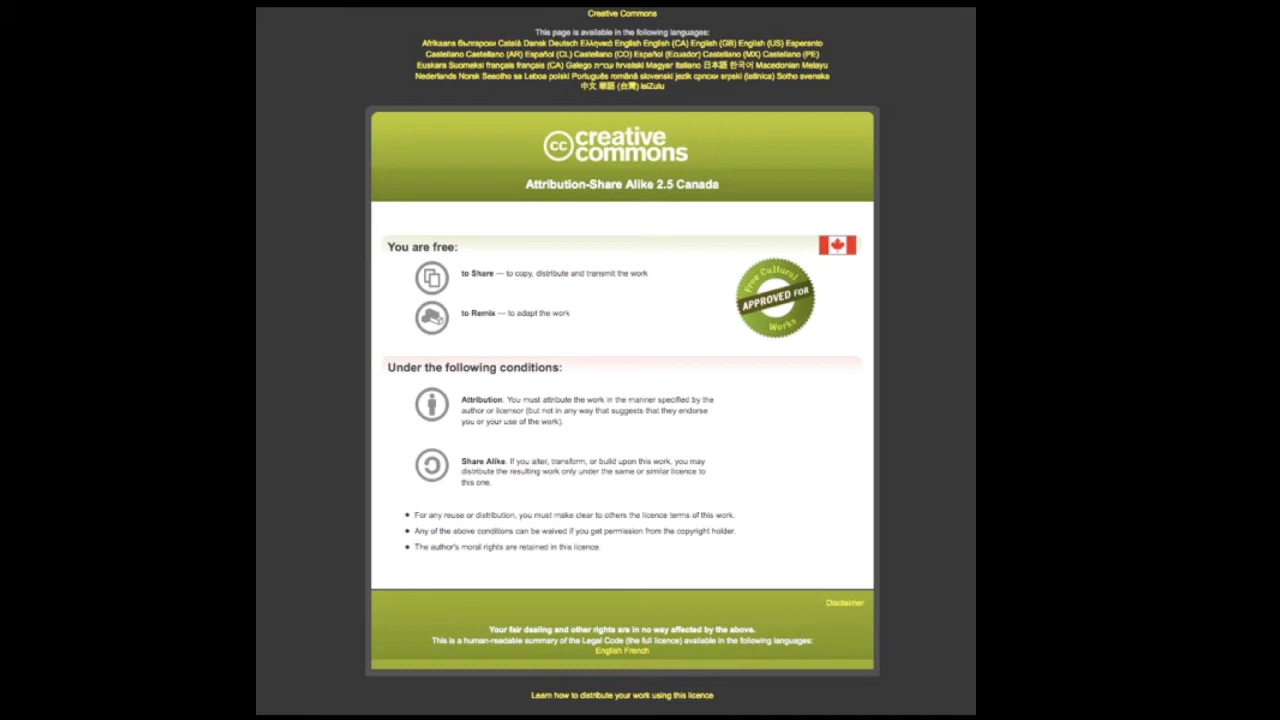 Creative Commons
This page is available in the following languages:
Afrikaans български Català Dansk Deutsch Ελληνικά English English (CA) English (GB) English (US) Esperanto
Castellano Castellano (AR) Español (CL) Castellano (CO) Español (Ecuador) Castellano (MX) Castellano (PE)
Euskara Suomeksi français français (CA) Galego עברית hrvatski Magyar Italiano 日本語 한국어 Macedonian Melayu
Nederlands Norsk Sesotho sa Leboa polski Português română slovenski jezik српски srpski (latinica) Sotho svenska
中文 華語 (台灣) isiZulu
cc creative
commons
Attribution-Share Alike 2.5 Canada
You are free:
to Share — to copy, distribute and transmit the work
to Remix — to adapt the work
Free Cultural
APPROVED FOR
Works
Under the following conditions:
Attribution. You must attribute the work in the manner specified by the
author or licensor (but not in any way that suggests that they endorse
you or your use of the work).
Share Alike. If you alter, transform, or build upon this work, you may
distribute the resulting work only under the same or similar licence to
this one.
For any reuse or distribution, you must make clear to others the licence terms of this work.
Any of the above conditions can be waived if you get permission from the copyright holder.
The author's moral rights are retained in this licence.
Disclaimer
Your fair dealing and other rights are in no way affected by the above.
This is a human-readable summary of the Legal Code (the full licence) available in the following languages:
English French
Learn how to distribute your work using this licence